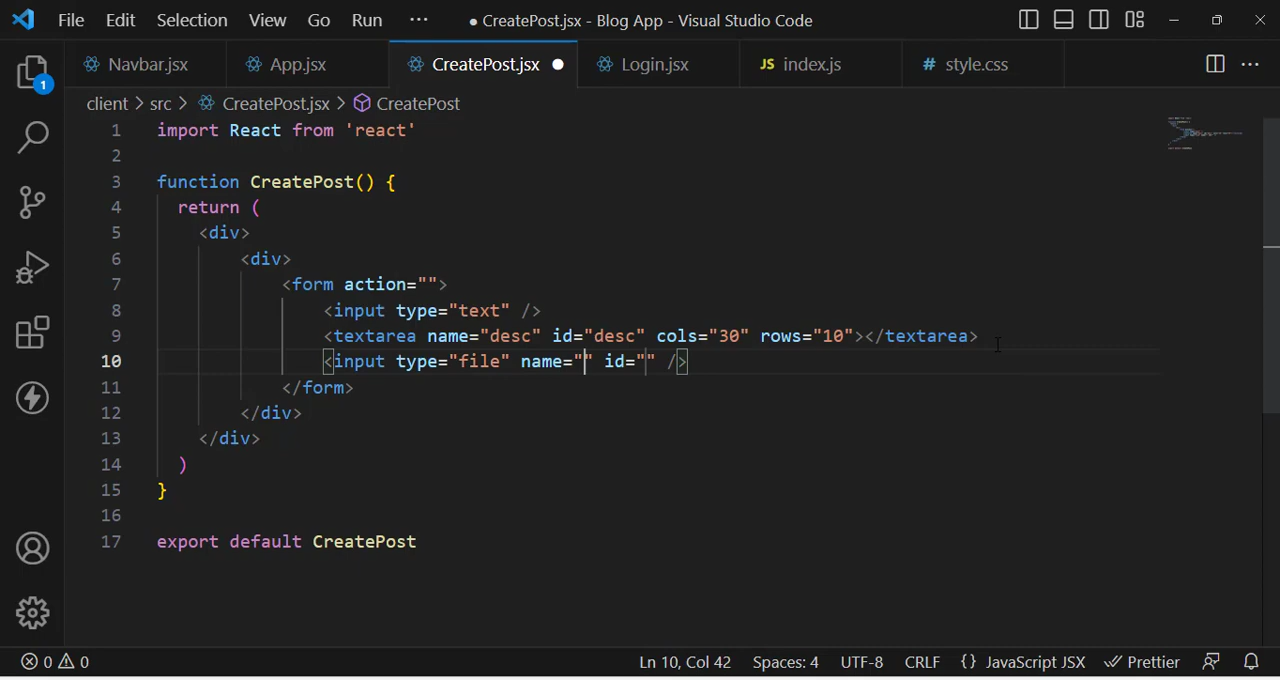 File Edit Selection View Go Run ··· ● CreatePost.jsx - Blog App - Visual Studio Code
1
Navbar.jsx App.jsx CreatePost.jsx ● Login.jsx JS index.js # style.css ···
client > src > CreatePost.jsx > CreatePost
1 import React from 'react'
2
3 function CreatePost() {
4 return (
5 <div>
6 <div>
7 <form action="">
8 <input type="text" />
9 <textarea name="desc" id="desc" cols="30" rows="10"></textarea>
10 <input type="file" name="" id="" />
11 </form>
12 </div>
13 </div>
14 )
15 }
16
17 export default CreatePost
0 0 Ln 10, Col 42 Spaces: 4 UTF-8 CRLF {} JavaScript JSX Prettier